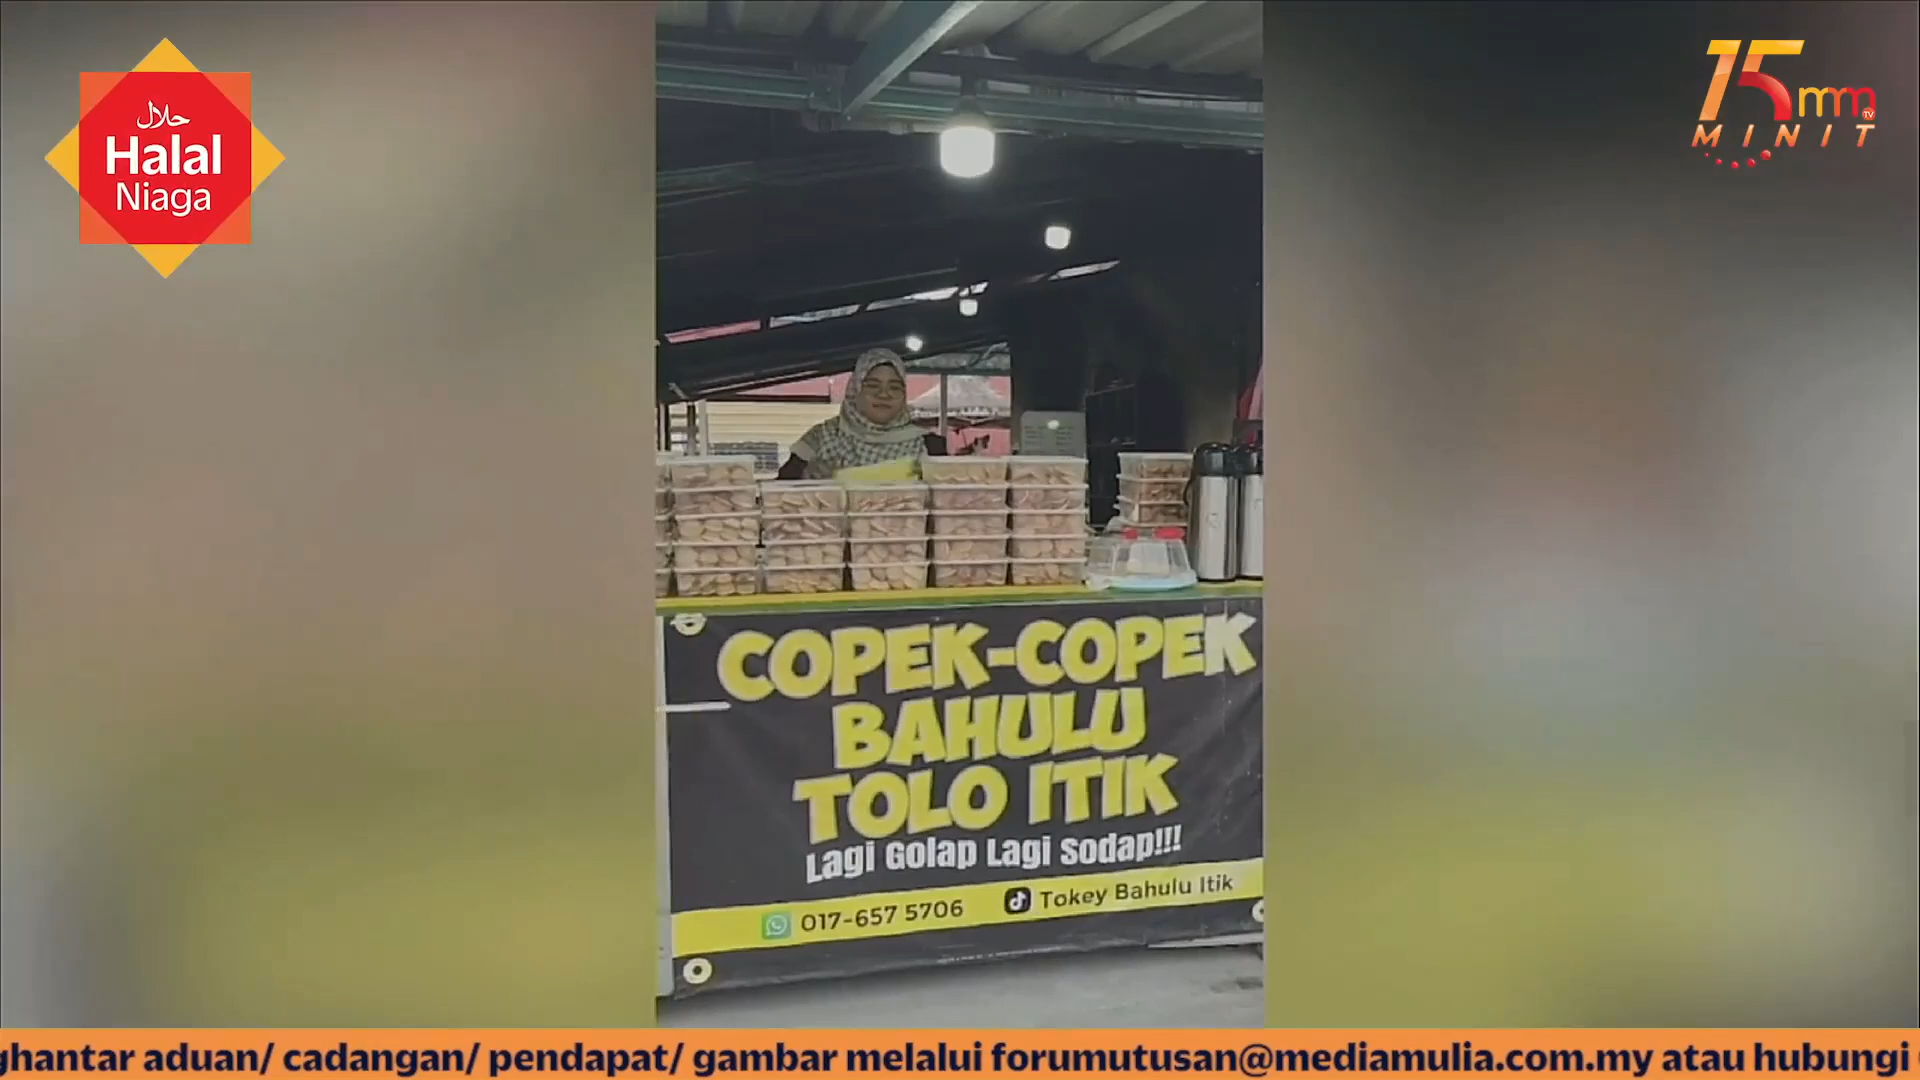 حلال
Halal
Niaga
15
mm
TV
MINIT
COPEK-COPEK
BAHULU
TOLO ITIK
Lagi Golap Lagi Sodap!!!
017-657 5706
Tokey Bahulu Itik
ghantar aduan/ cadangan/ pendapat/ gambar melalui forumutusan@mediamulia.com.my atau hubungi